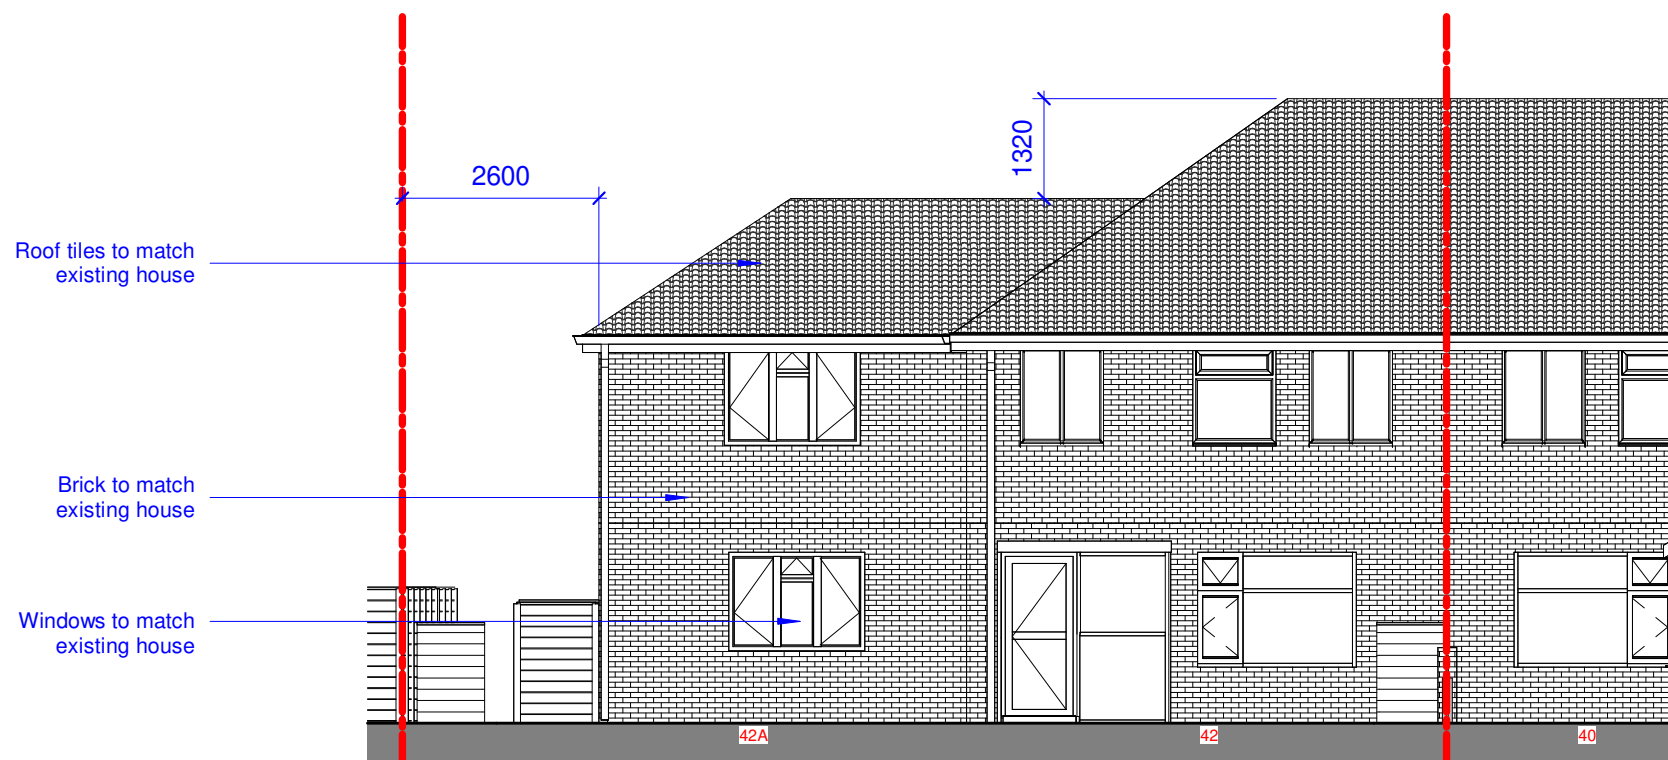 1320
2600
Roof tiles to match
existing house
Brick to match
existing house
Windows to match
existing house
42A
42
40